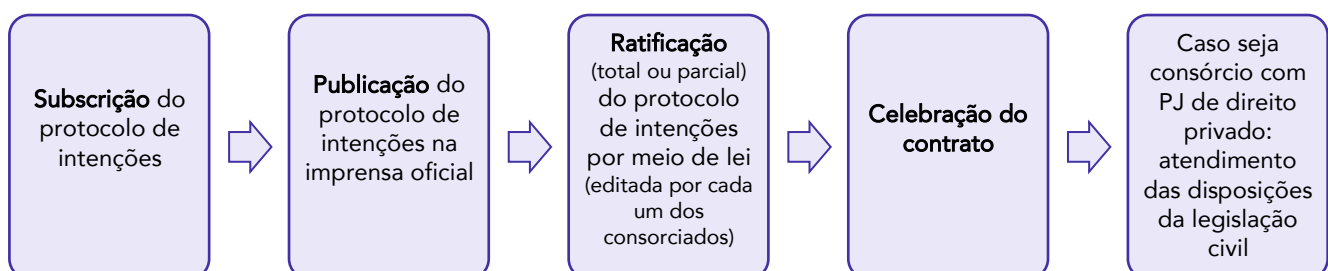 Subscrição do
protocolo de
intenções
Publicação do
protocolo de
intenções na
imprensa oficial
Ratificação
(total ou parcial)
do protocolo
de intenções
por meio de lei
(editada por cada
um dos
consorciados)
Celebração do
contrato
Caso seja
consórcio com
PJ de direito
privado:
atendimento
das disposições
da legislação
civil